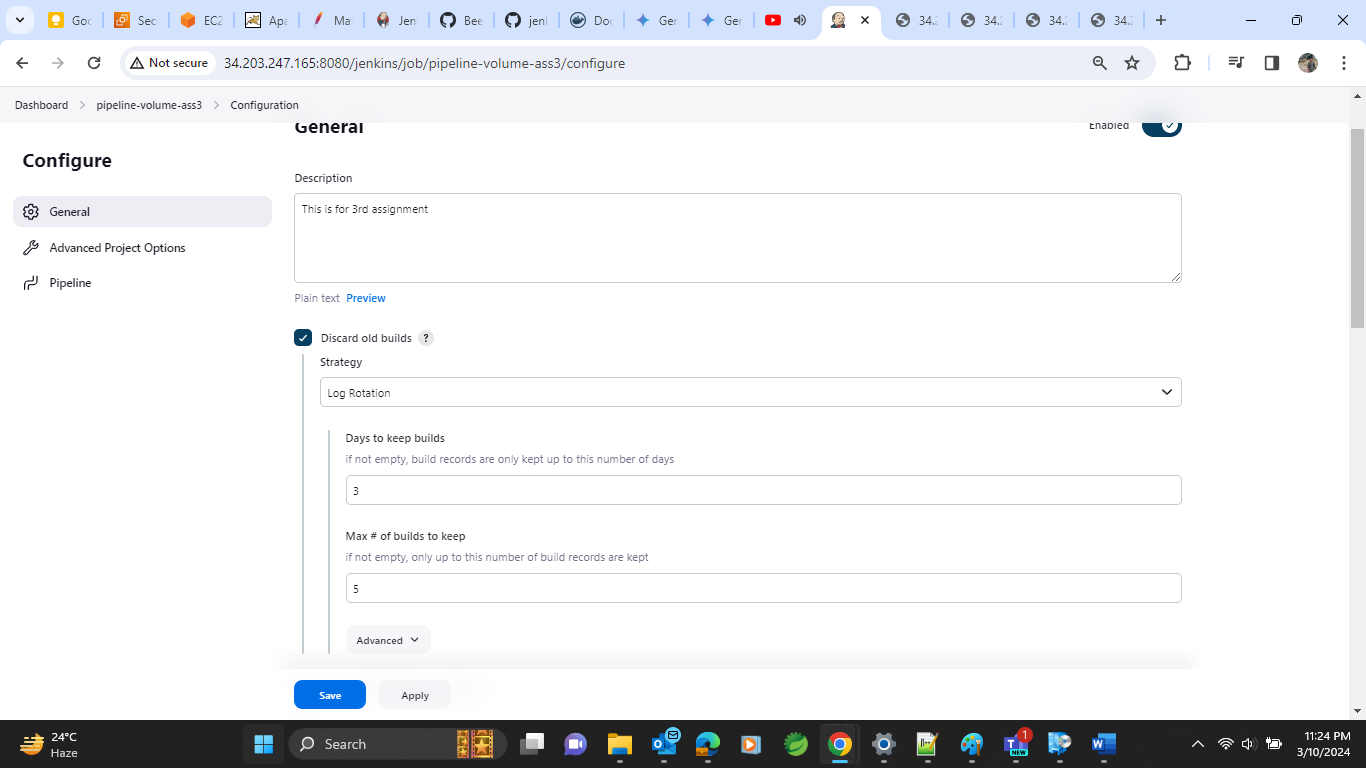 Goo
Sec
EC2
Apa
Ma
Jen
Bee
jenl
Doc
Ger
Ger
34.2
34.2
34.2
34.2
Not secure
34.203.247.165:8080/jenkins/job/pipeline-volume-ass3/configure
Dashboard > pipeline-volume-ass3 > Configuration
Configure
General
Advanced Project Options
Pipeline
General
Enabled
Description
This is for 3rd assignment
Plain text Preview
Discard old builds ?
Strategy
Log Rotation
Days to keep builds
if not empty, build records are only kept up to this number of days
3
Max # of builds to keep
if not empty, only up to this number of build records are kept
5
Advanced
Save
Apply
24°C
Haze
Search
1
NEW
11:24 PM
3/10/2024